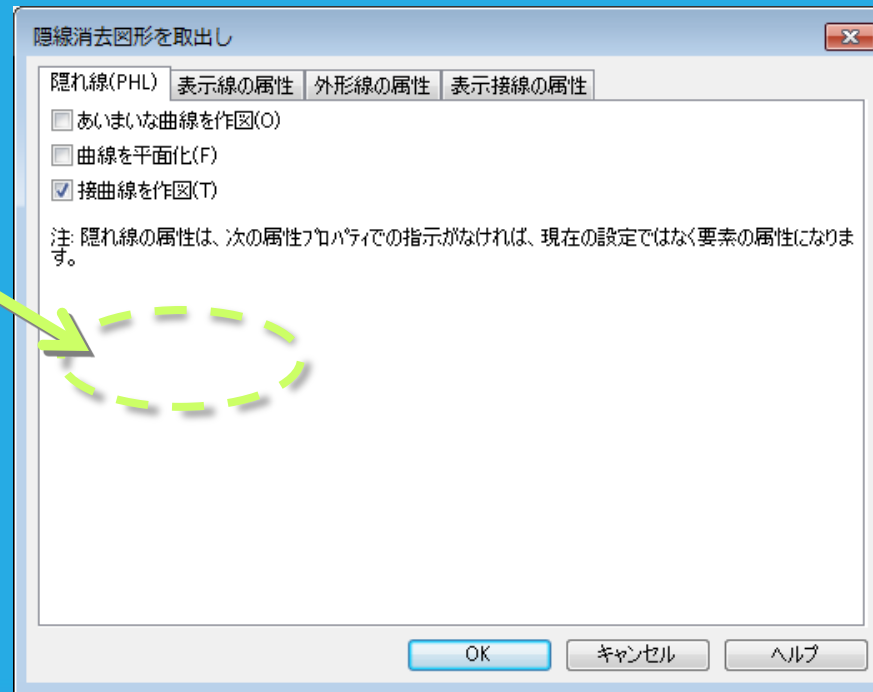 隠線消去図形を取出し
隠れ線(PHL) 表示線の属性 外形線の属性 表示接線の属性
あいまいな曲線を作図(O)
曲線を平面化(F)
接曲線を作図(T)
注: 隠れ線の属性は、次の属性プロパティでの指示がなければ、現在の設定ではなく要素の属性になりま
す。
OK キャンセル ヘルプ